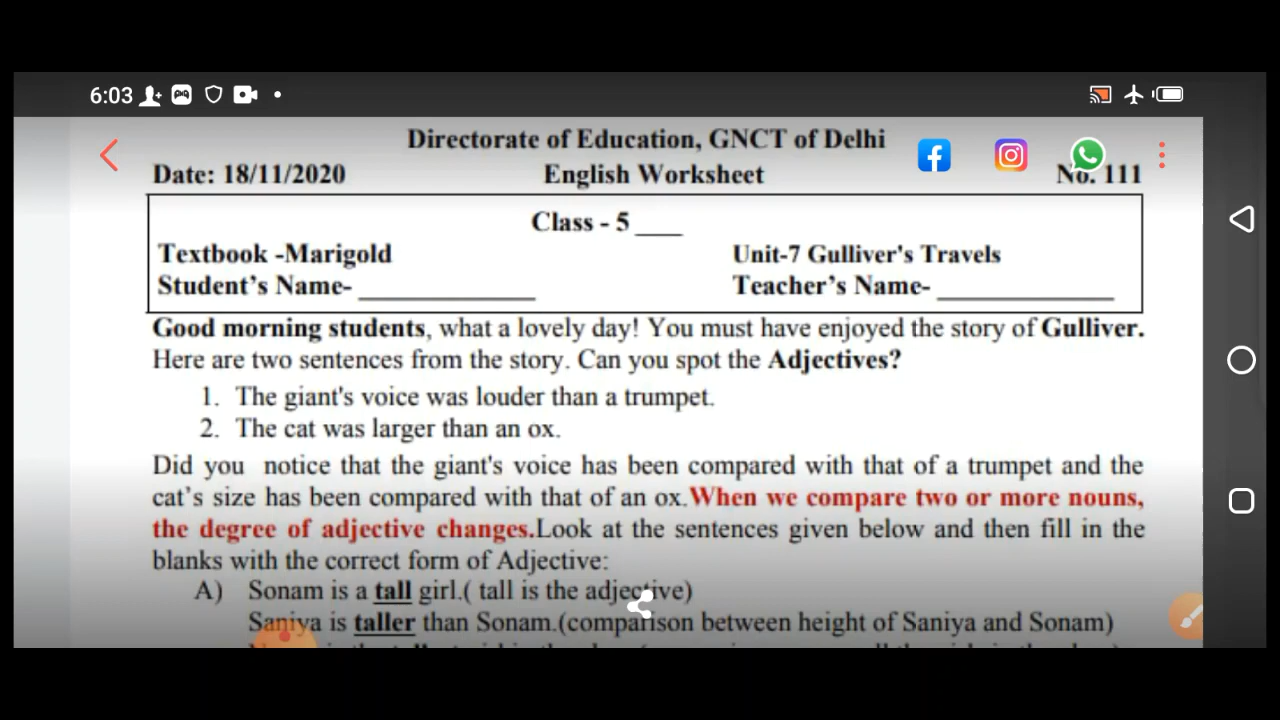 6:03
Directorate of Education, GNCT of Delhi
Date: 18/11/2020 English Worksheet No. 111
Class - 5 ____
Textbook -Marigold Unit-7 Gulliver's Travels
Student’s Name- _____________ Teacher’s Name- _____________
Good morning students, what a lovely day! You must have enjoyed the story of Gulliver.
Here are two sentences from the story. Can you spot the Adjectives?
1. The giant's voice was louder than a trumpet.
2. The cat was larger than an ox.
Did you notice that the giant's voice has been compared with that of a trumpet and the
cat’s size has been compared with that of an ox.When we compare two or more nouns,
the degree of adjective changes.Look at the sentences given below and then fill in the
blanks with the correct form of Adjective:
A) Sonam is a tall girl.( tall is the adjective)
Saniya is taller than Sonam.(comparison between height of Saniya and Sonam)